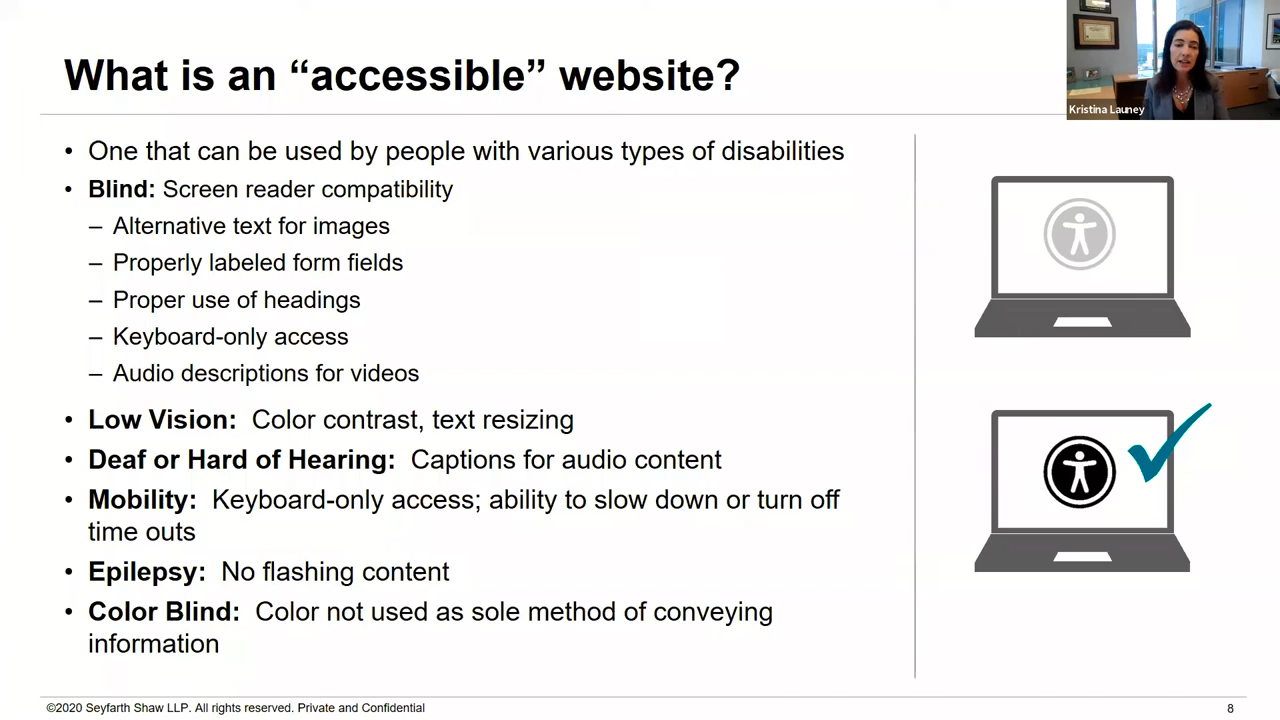 What is an “accessible” website?
Kristina Launey
• One that can be used by people with various types of disabilities
• Blind: Screen reader compatibility
– Alternative text for images
– Properly labeled form fields
– Proper use of headings
– Keyboard-only access
– Audio descriptions for videos
• Low Vision: Color contrast, text resizing
• Deaf or Hard of Hearing: Captions for audio content
• Mobility: Keyboard-only access; ability to slow down or turn off
time outs
• Epilepsy: No flashing content
• Color Blind: Color not used as sole method of conveying
information
©2020 Seyfarth Shaw LLP. All rights reserved. Private and Confidential
8